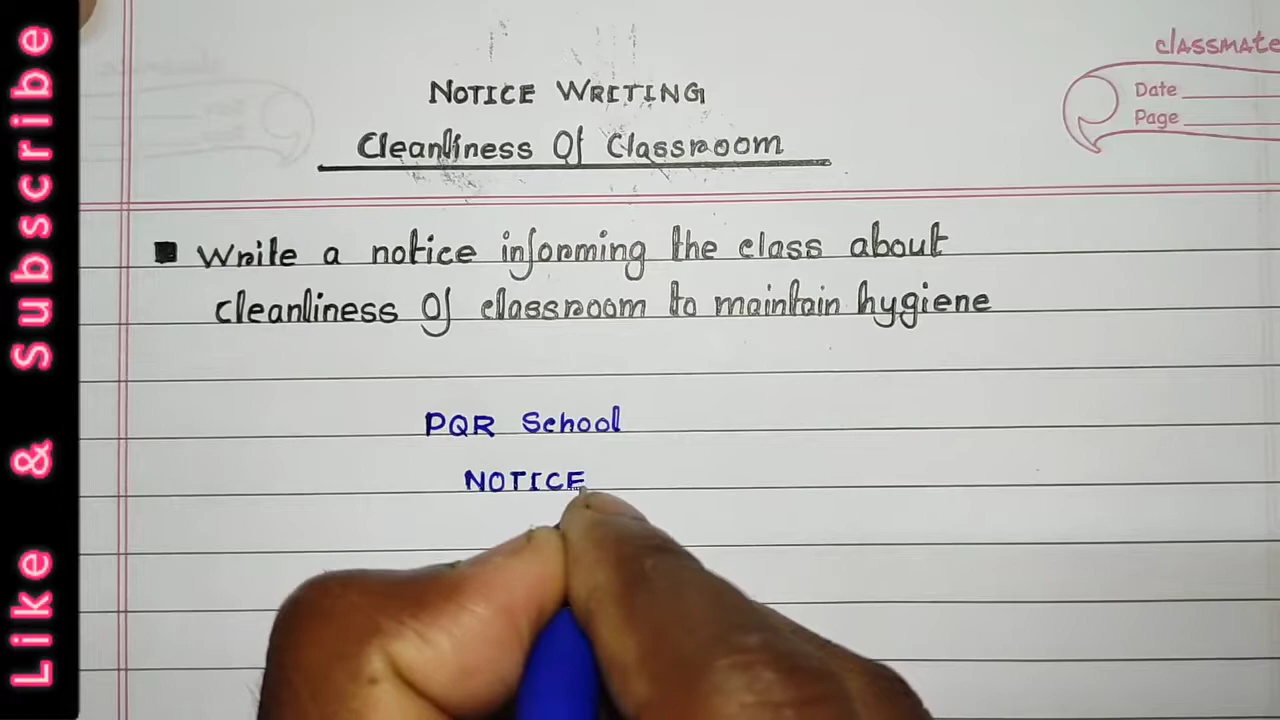 Like & Subscribe
classmate
Date
Page
NOTICE WRITING
Cleanliness Of Classroom
■ Write a notice informing the class about
cleanliness Of classroom to maintain hygiene
PQR School
NOTICE